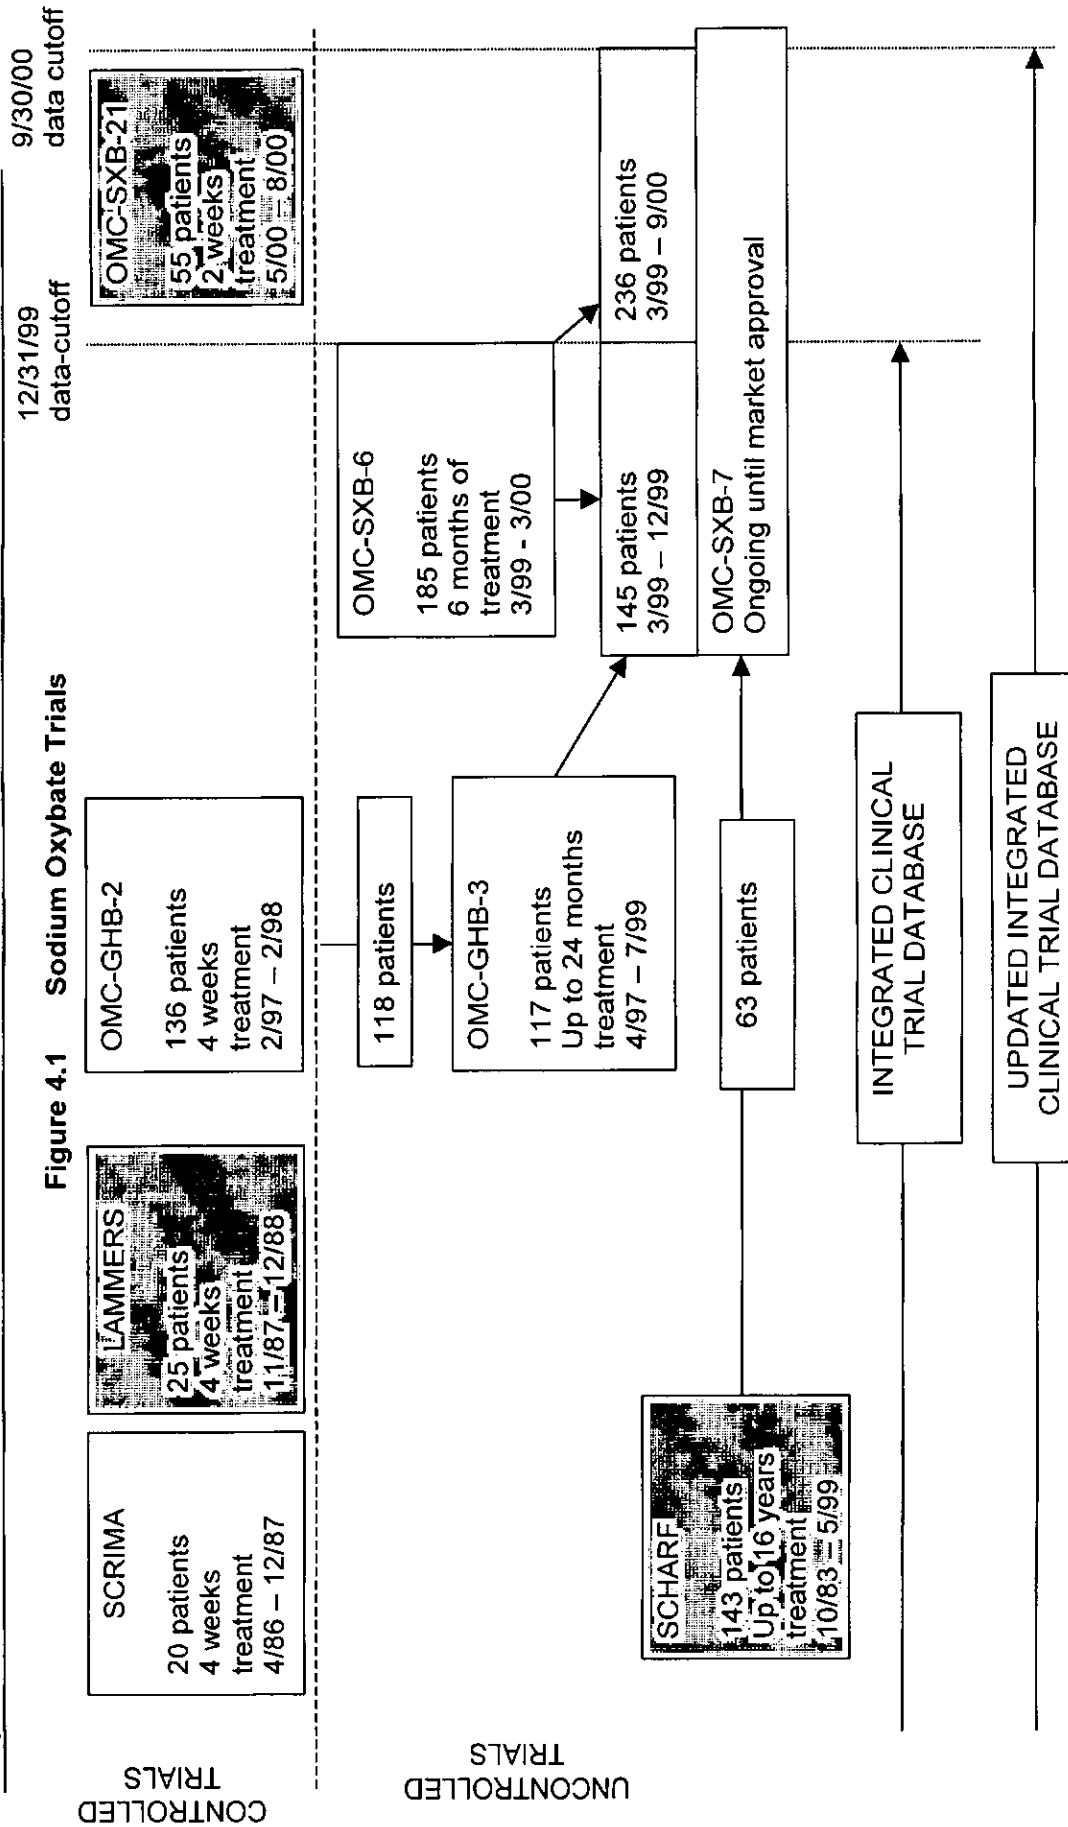 12/31/99
data-cutoff
9/30/00
data cutoff
Figure 4.1 Sodium Oxybate Trials
CONTROLLED
TRIALS
SCRIMA
20 patients
4 weeks
treatment
4/86 – 12/87
LAMMERS
25 patients
4 weeks
treatment
11/87 – 12/88
OMC-GHB-2
136 patients
4 weeks
treatment
2/97 – 2/98
OMC-SXB-21
55 patients
2 weeks
treatment
5/00 – 8/00
UNCONTROLLED
TRIALS
118 patients
OMC-GHB-3
117 patients
Up to 24 months
treatment
4/97 – 7/99
OMC-SXB-6
185 patients
6 months of
treatment
3/99 - 3/00
145 patients
3/99 – 12/99
236 patients
3/99 – 9/00
OMC-SXB-7
Ongoing until market approval
SCHARF
143 patients
Up to 16 years
treatment
10/83 – 5/99
63 patients
INTEGRATED CLINICAL
TRIAL DATABASE
UPDATED INTEGRATED
CLINICAL TRIAL DATABASE